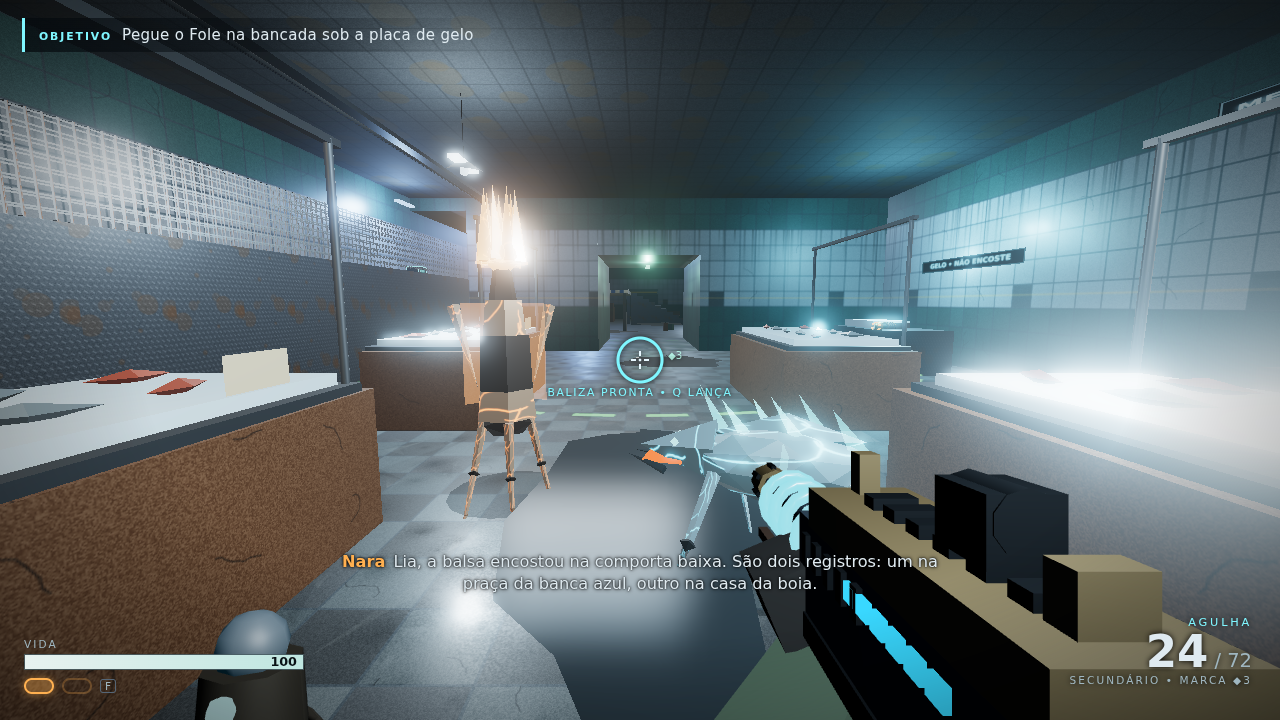 OBJETIVO Pegue o Fole na bancada sob a placa de gelo
GELO • NÃO ENCOSTE
◆3
BALIZA PRONTA • Q LANÇA
Nara Lia, a balsa encostou na comporta baixa. São dois registros: um na
praça da banca azul, outro na casa da boia.
VIDA
100
F
AGULHA
24 / 72
SECUNDÁRIO • MARCA ◆3